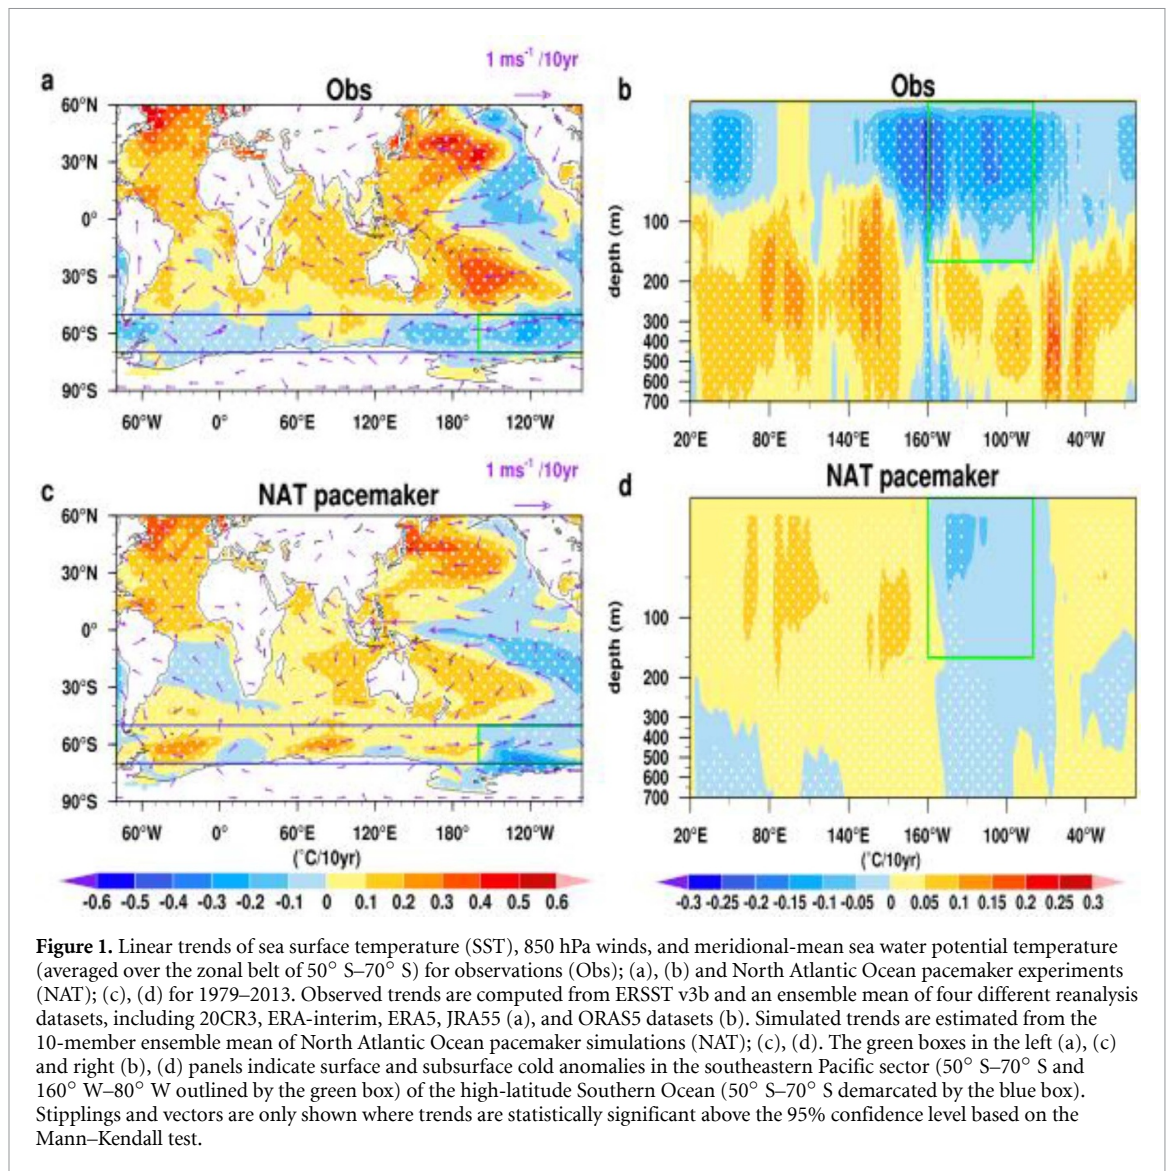 1 ms⁻¹ /10yr
a
Obs
60°N
30°N
0°
30°S
60°S
90°S
60°W 0° 60°E 120°E 180° 120°W
b
Obs
depth (m)
100
200
300
400
500
600
700
20°E 80°E 140°E 160°W 100°W 40°W
1 ms⁻¹ /10yr
c
NAT pacemaker
60°N
30°N
0°
30°S
60°S
90°S
60°W 0° 60°E 120°E 180° 120°W
(°C/10yr)
-0.6 -0.5 -0.4 -0.3 -0.2 -0.1 0 0.1 0.2 0.3 0.4 0.5 0.6
d
NAT pacemaker
depth (m)
100
200
300
400
500
600
700
20°E 80°E 140°E 160°W 100°W 40°W
(°C/10yr)
-0.3 -0.25 -0.2 -0.15 -0.1 -0.05 0 0.05 0.1 0.15 0.2 0.25 0.3
Figure 1. Linear trends of sea surface temperature (SST), 850 hPa winds, and meridional-mean sea water potential temperature
(averaged over the zonal belt of 50° S–70° S) for observations (Obs); (a), (b) and North Atlantic Ocean pacemaker experiments
(NAT); (c), (d) for 1979–2013. Observed trends are computed from ERSST v3b and an ensemble mean of four different reanalysis
datasets, including 20CR3, ERA-interim, ERA5, JRA55 (a), and ORAS5 datasets (b). Simulated trends are estimated from the
10-member ensemble mean of North Atlantic Ocean pacemaker simulations (NAT); (c), (d). The green boxes in the left (a), (c)
and right (b), (d) panels indicate surface and subsurface cold anomalies in the southeastern Pacific sector (50° S–70° S and
160° W–80° W outlined by the green box) of the high-latitude Southern Ocean (50° S–70° S demarcated by the blue box).
Stipplings and vectors are only shown where trends are statistically significant above the 95% confidence level based on the
Mann–Kendall test.